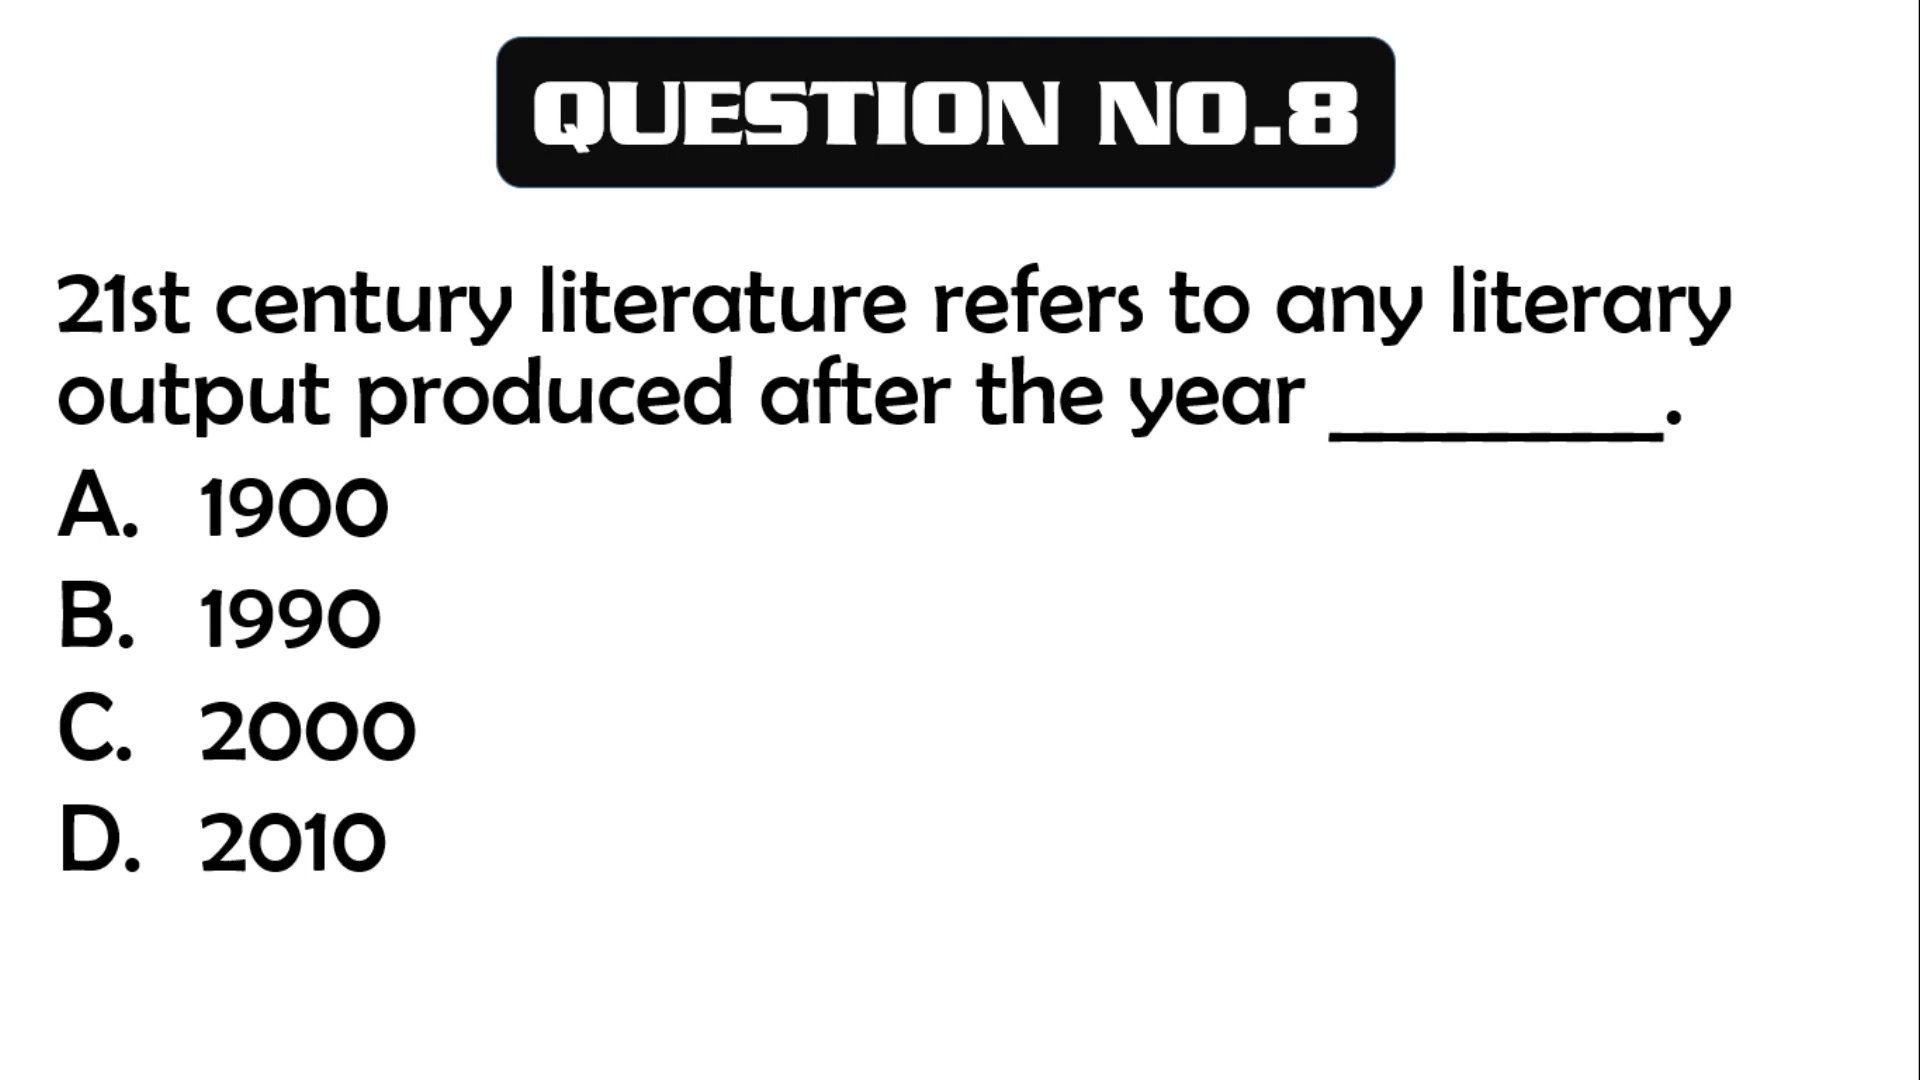 QUESTION NO.8
21st century literature refers to any literary
output produced after the year ________.
A. 1900
B. 1990
C. 2000
D. 2010